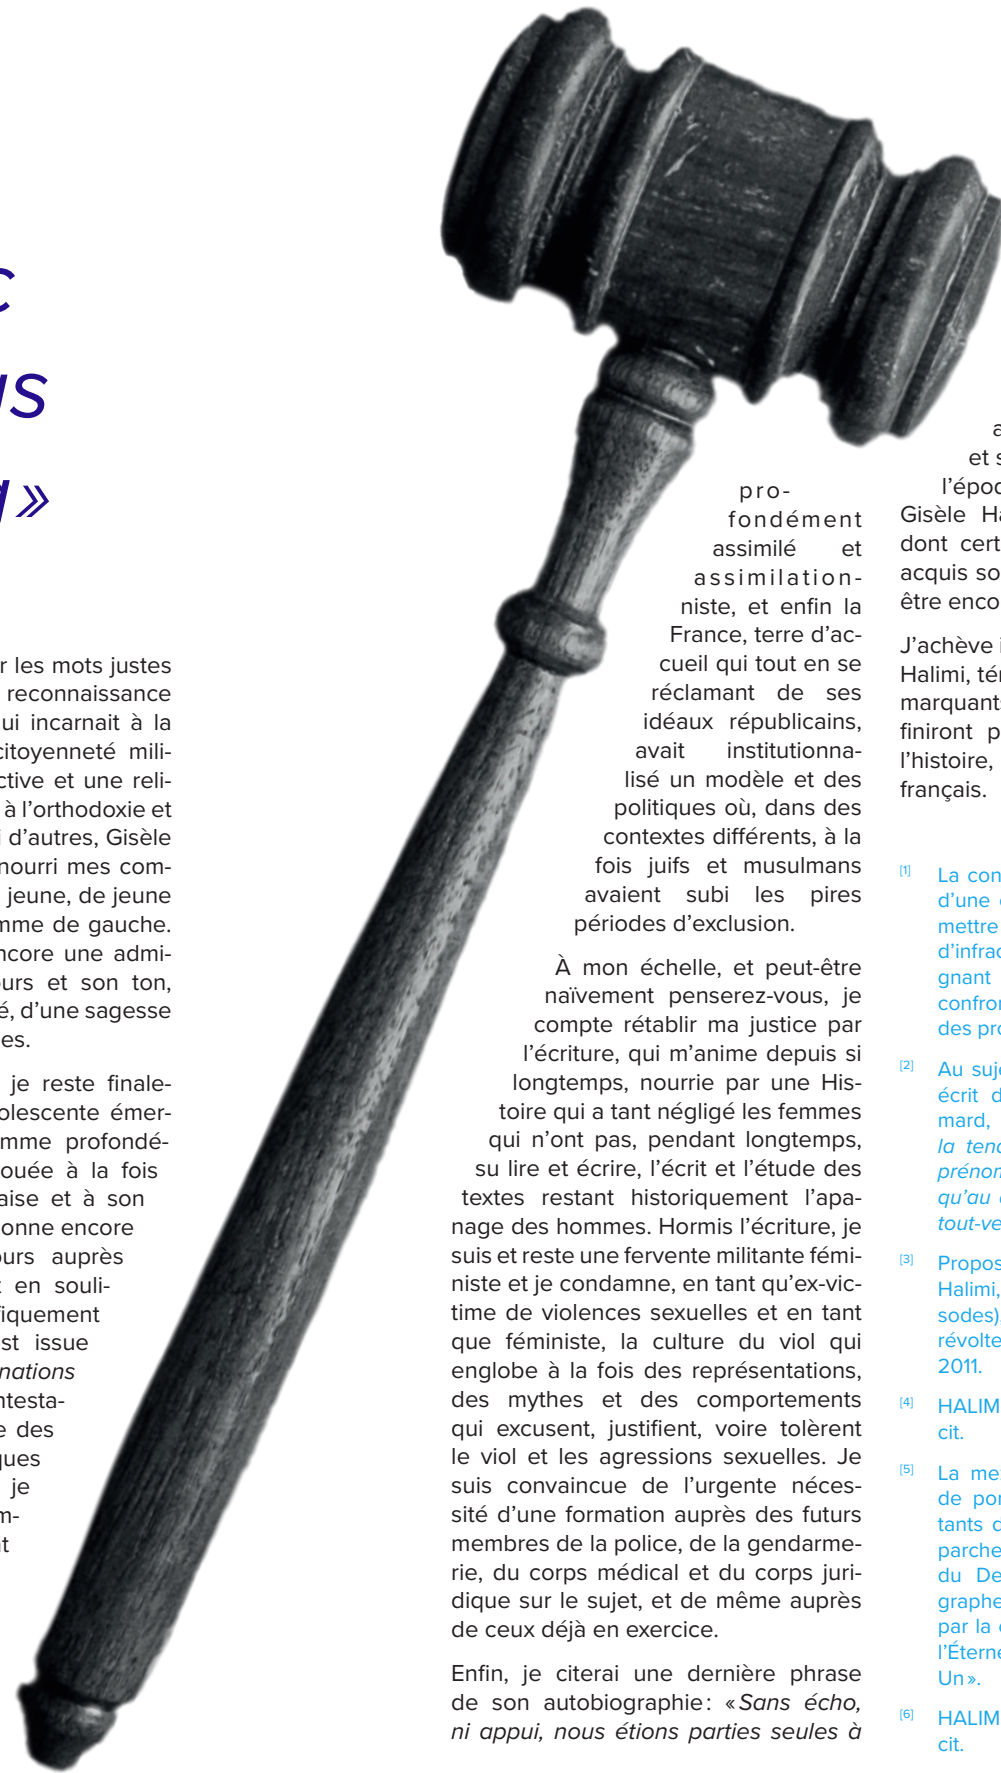 c
us
»
r les mots justes
reconnaissance
ui incarnait à la
citoyenneté mili-
ctive et une reli-
à l'orthodoxie et
i d'autres, Gisèle
nourri mes com-
jeune, de jeune
mme de gauche.
ncore une admi-
ours et son ton,
é, d'une sagesse
es.
je reste finale-
olescente émer-
mme profondé-
ouée à la fois
aise et à son
onne encore
ours auprès
t en souli-
fiquement
st issue
nations
ntesta-
e des
ques
je
m-
nt
pro-
fondément
assimilé et
assimilation-
niste, et enfin la
France, terre d'ac-
cueil qui tout en se
réclamant de ses
idéaux républicains,
avait institutionna-
lisé un modèle et des
politiques où, dans des
contextes différents, à la
fois juifs et musulmans
avaient subi les pires
périodes d'exclusion.
À mon échelle, et peut-être
naïvement penserez-vous, je
compte rétablir ma justice par
l'écriture, qui m'anime depuis si
longtemps, nourrie par une His-
toire qui a tant négligé les femmes
qui n'ont pas, pendant longtemps,
su lire et écrire, l'écrit et l'étude des
textes restant historiquement l'apa-
nage des hommes. Hormis l'écriture, je
suis et reste une fervente militante fémi-
niste et je condamne, en tant qu'ex-vic-
time de violences sexuelles et en tant
que féministe, la culture du viol qui
englobe à la fois des représentations,
des mythes et des comportements
qui excusent, justifient, voire tolèrent
le viol et les agressions sexuelles. Je
suis convaincue de l'urgente néces-
sité d'une formation auprès des futurs
membres de la police, de la gendarme-
rie, du corps médical et du corps juri-
dique sur le sujet, et de même auprès
de ceux déjà en exercice.
Enfin, je citerai une dernière phrase
de son autobiographie : « Sans écho,
ni appui, nous étions parties seules à
a
et s
l'époq
Gisèle Ha
dont cert
acquis so
être enco
J'achève i
Halimi, tér
marquants
finiront p
l'histoire,
français.
[1] La con
d'une
mettre
d'infrac
gnant
confror
des pro
[2] Au suje
écrit d
mard,
la tend
prénom
qu'au
tout-ve
[3] Propos
Halimi,
sodes),
révolte
2011.
[4] HALIM
cit.
[5] La me
de por
tants d
parche
du De
graphe
par la
l'Éterne
Un».
[6] HALIM
cit.